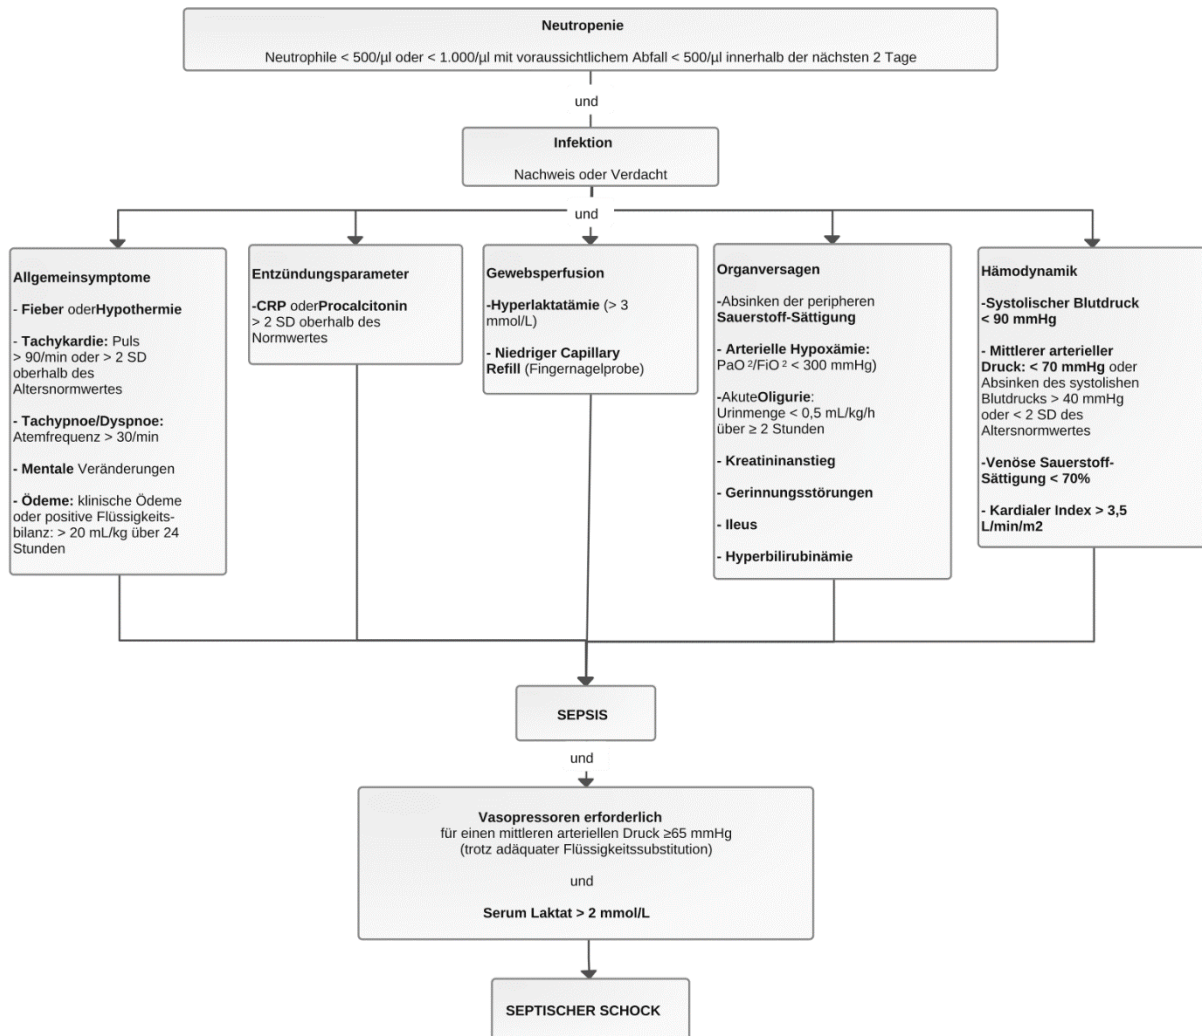 Neutropenie
Neutrophile < 500/µl oder < 1.000/µl mit voraussichtlichem Abfall < 500/µl innerhalb der nächsten 2 Tage
und
Infektion
Nachweis oder Verdacht
und
Allgemeinsymptome
- Fieber oderHypothermie
- Tachykardie: Puls
> 90/min oder > 2 SD
oberhalb des
Altersnormwertes
- Tachypnoe/Dyspnoe:
Atemfrequenz > 30/min
- Mentale Veränderungen
- Ödeme: klinische Ödeme
oder positive Flüssigkeits-
bilanz: > 20 mL/kg über 24
Stunden
Entzündungsparameter
-CRP oderProcalcitonin
> 2 SD oberhalb des
Normwertes
Gewebsperfusion
-Hyperlaktatämie (> 3
mmol/L)
- Niedriger Capillary
Refill (Fingernagelprobe)
Organversagen
-Absinken der peripheren
Sauerstoff-Sättigung
- Arterielle Hypoxämie:
PaO ²/FiO ² < 300 mmHg)
-AkuteOligurie:
Urinmenge < 0,5 mL/kg/h
über ≥ 2 Stunden
- Kreatininanstieg
- Gerinnungsstörungen
- Ileus
- Hyperbilirubinämie
Hämodynamik
-Systolischer Blutdruck
< 90 mmHg
- Mittlerer arterieller
Druck: < 70 mmHg oder
Absinken des systolishen
Blutdrucks > 40 mmHg
oder < 2 SD des
Altersnormwertes
-Venöse Sauerstoff-
Sättigung < 70%
- Kardialer Index > 3,5
L/min/m2
SEPSIS
und
Vasopressoren erforderlich
für einen mittleren arteriellen Druck ≥65 mmHg
(trotz adäquater Flüssigkeitssubstitution)
und
Serum Laktat > 2 mmol/L
SEPTISCHER SCHOCK